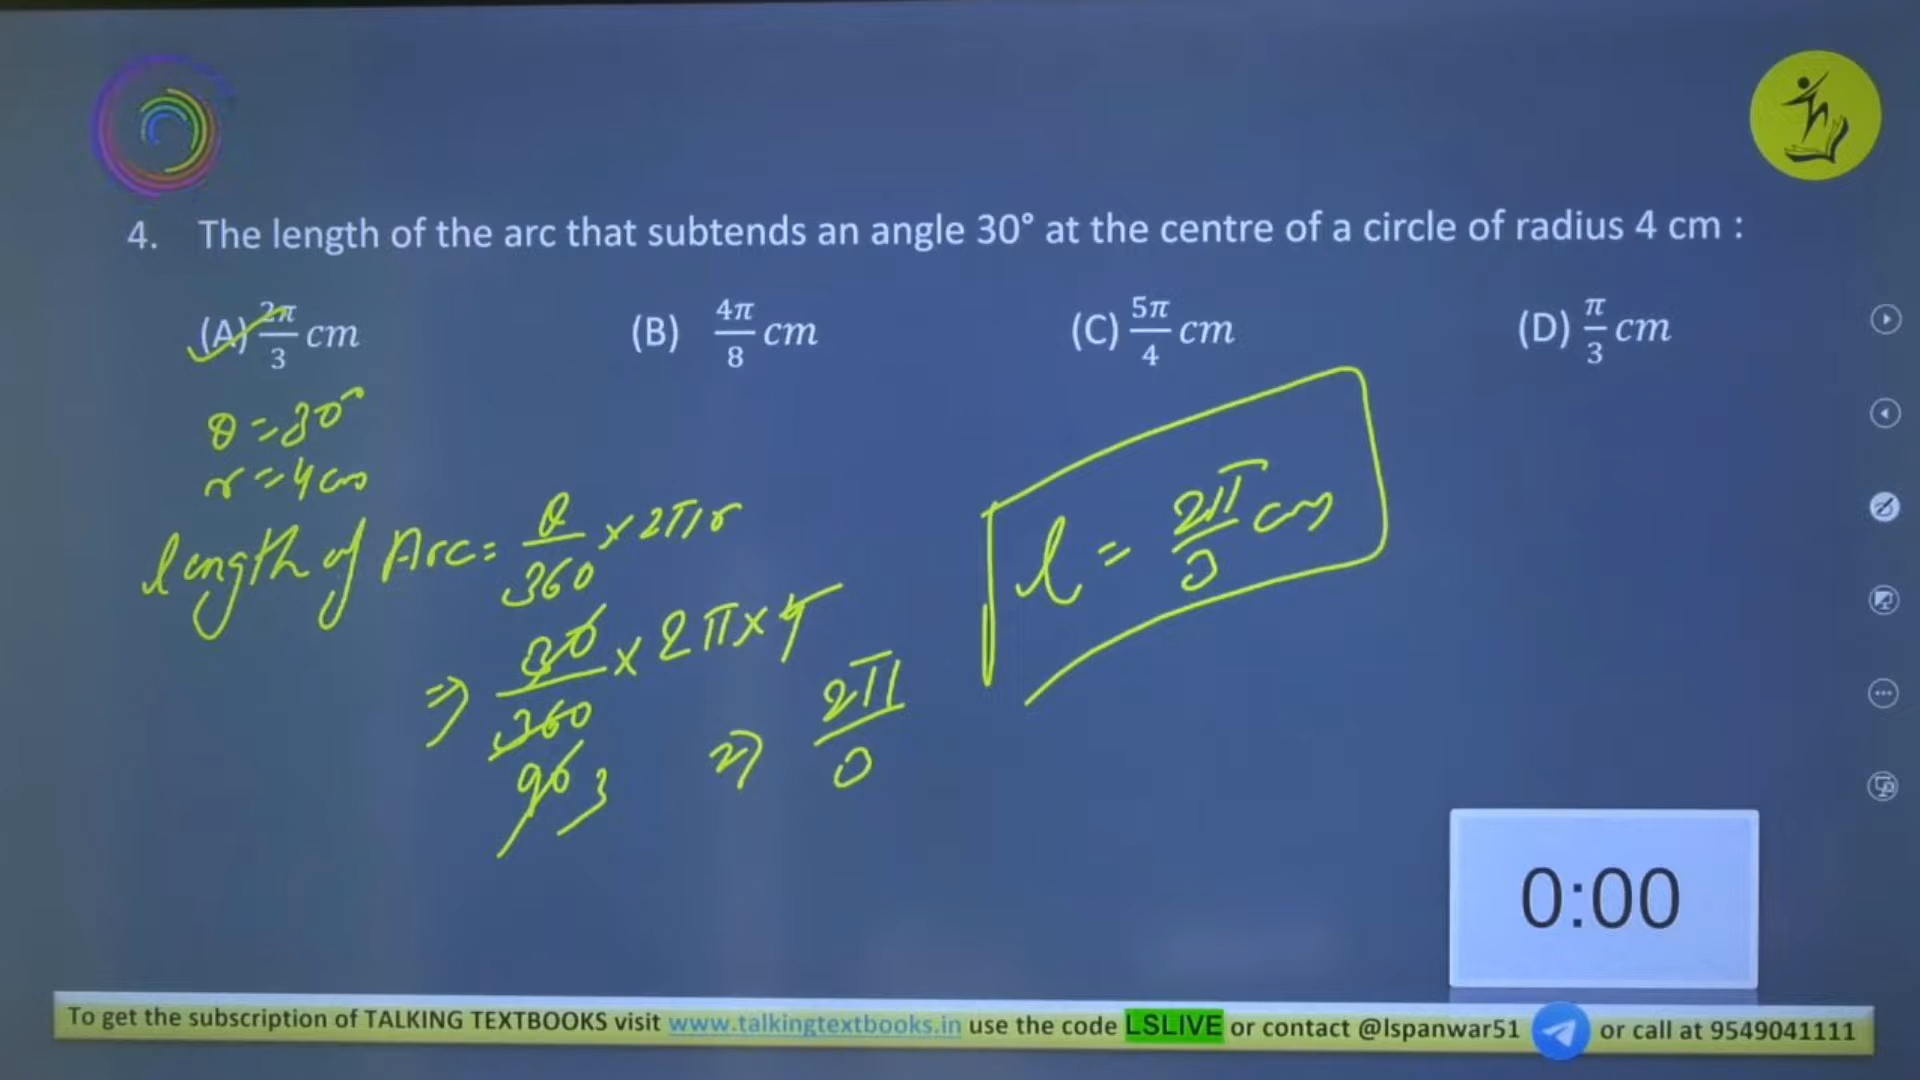 4. The length of the arc that subtends an angle 30° at the centre of a circle of radius 4 cm :
(A) 2π/3 cm (B) 4π/8 cm (C) 5π/4 cm (D) π/3 cm
θ = 30°
r = 4 cm
length of Arc = θ/360 × 2πr
⇒ 30/360 × 2π × 4
90 3
⇒ 2π/3
l = 2π/3 cm
0:00
To get the subscription of TALKING TEXTBOOKS visit www.talkingtextbooks.in use the code LSLIVE or contact @lspanwar51 or call at 9549041111